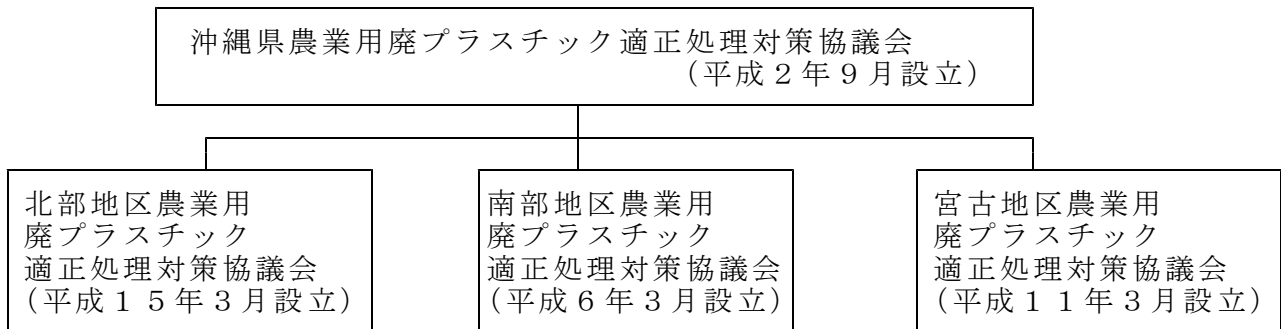 沖縄県農業用廃プラスチック適正処理対策協議会
(平成２年９月設立)
北部地区農業用
廃プラスチック
適正処理対策協議会
(平成１５年３月設立)
南部地区農業用
廃プラスチック
適正処理対策協議会
(平成６年３月設立)
宮古地区農業用
廃プラスチック
適正処理対策協議会
(平成１１年３月設立)